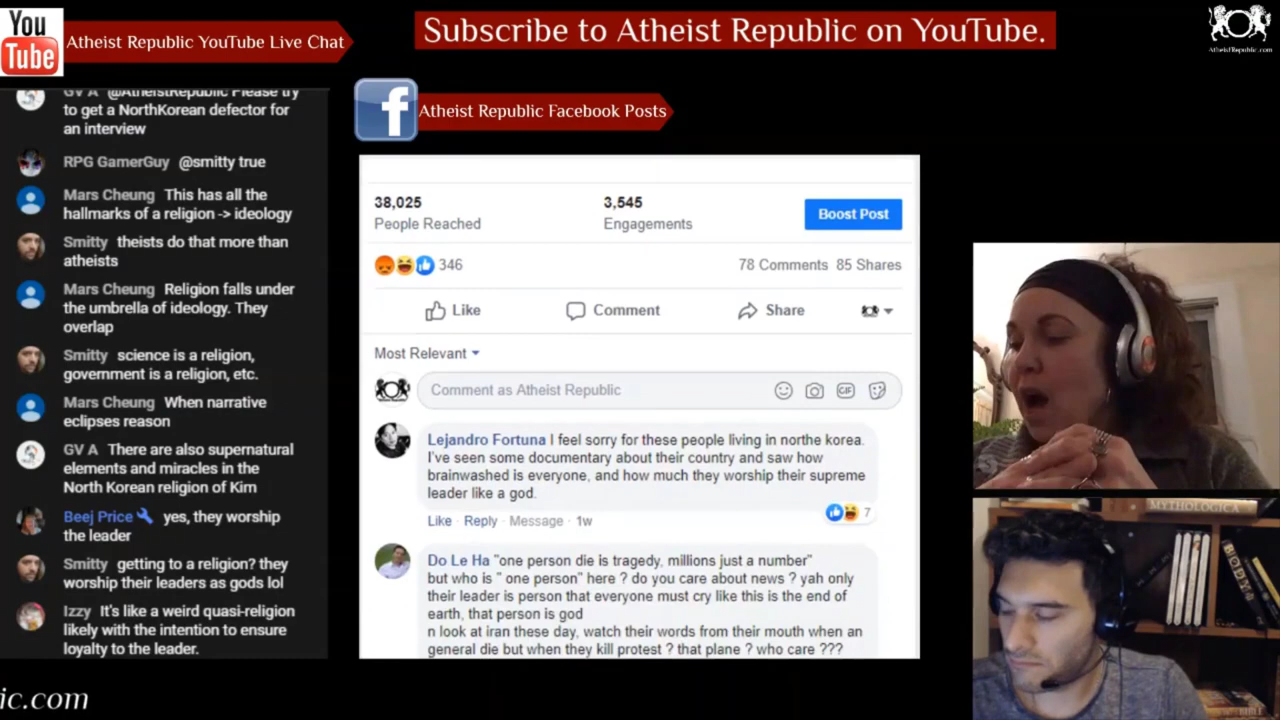 You
Tube
Atheist Republic YouTube Live Chat
Subscribe to Atheist Republic on YouTube.
AtheistRepublic.com
Atheist Republic Facebook Posts
GV A @AtheistRepublic Please try
to get a NorthKorean defector for
an interview
RPG GamerGuy @smitty true
Mars Cheung This has all the
hallmarks of a religion -> ideology
Smitty theists do that more than
atheists
Mars Cheung Religion falls under
the umbrella of ideology. They
overlap
Smitty science is a religion,
government is a religion, etc.
Mars Cheung When narrative
eclipses reason
GV A There are also supernatural
elements and miracles in the
North Korean religion of Kim
Beej Price yes, they worship
the leader
Smitty getting to a religion? they
worship their leaders as gods lol
Izzy It's like a weird quasi-religion
likely with the intention to ensure
loyalty to the leader.
38,025
People Reached
3,545
Engagements
Boost Post
346
78 Comments 85 Shares
Like
Comment
Share
Most Relevant
Comment as Atheist Republic
GIF
Lejandro Fortuna I feel sorry for these people living in northe korea.
I've seen some documentary about their country and saw how
brainwashed is everyone, and how much they worship their supreme
leader like a god.
Like · Reply · Message · 1w
7
Do Le Ha "one person die is tragedy, millions just a number"
but who is " one person" here ? do you care about news ? yah only
their leader is person that everyone must cry like this is the end of
earth, that person is god
n look at iran these day, watch their words from their mouth when an
general die but when they kill protest ? that plane ? who care ???
MYTHOLOGICA
BIBLE
ic.com